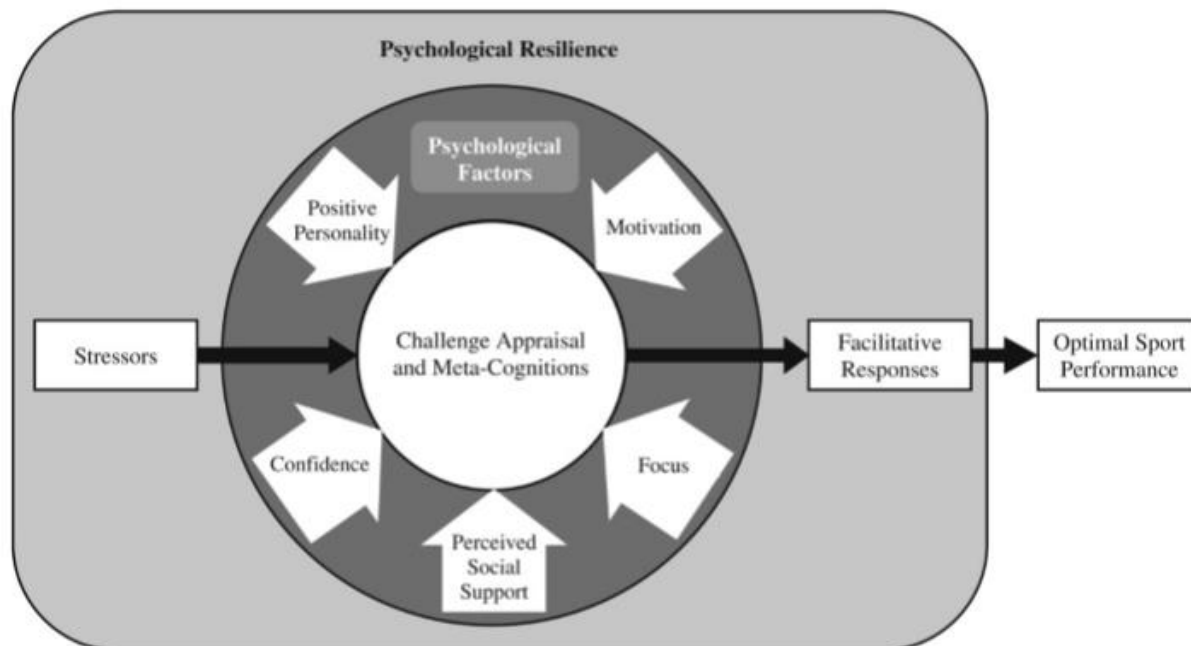 Psychological Resilience
Psychological
Factors
Positive
Personality
Motivation
Stressors
Challenge Appraisal
and Meta-Cognitions
Facilitative
Responses
Optimal Sport
Performance
Confidence
Focus
Perceived
Social
Support